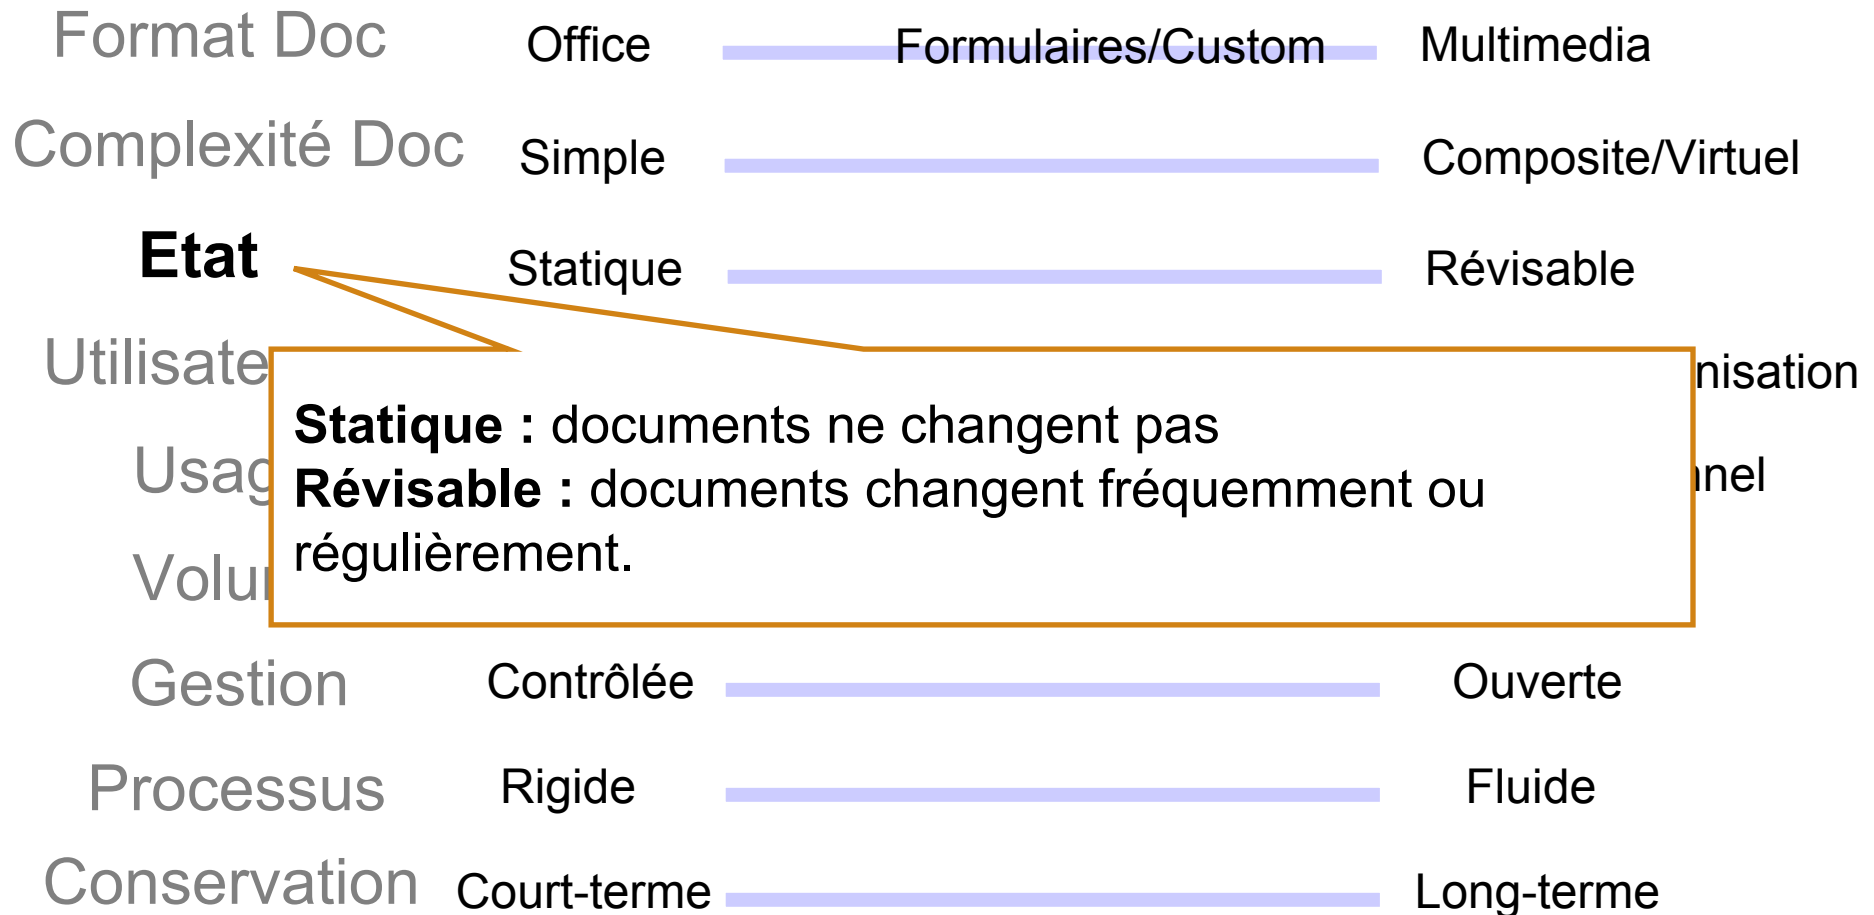 Format Doc Office Formulaires/Custom Multimedia
Complexité Doc Simple Composite/Virtuel
Etat Statique Révisable
Statique : documents ne changent pas
Révisable : documents changent fréquemment ou
régulièrement.
Gestion Contrôlée Ouverte
Processus Rigide Fluide
Conservation Court-terme Long-terme